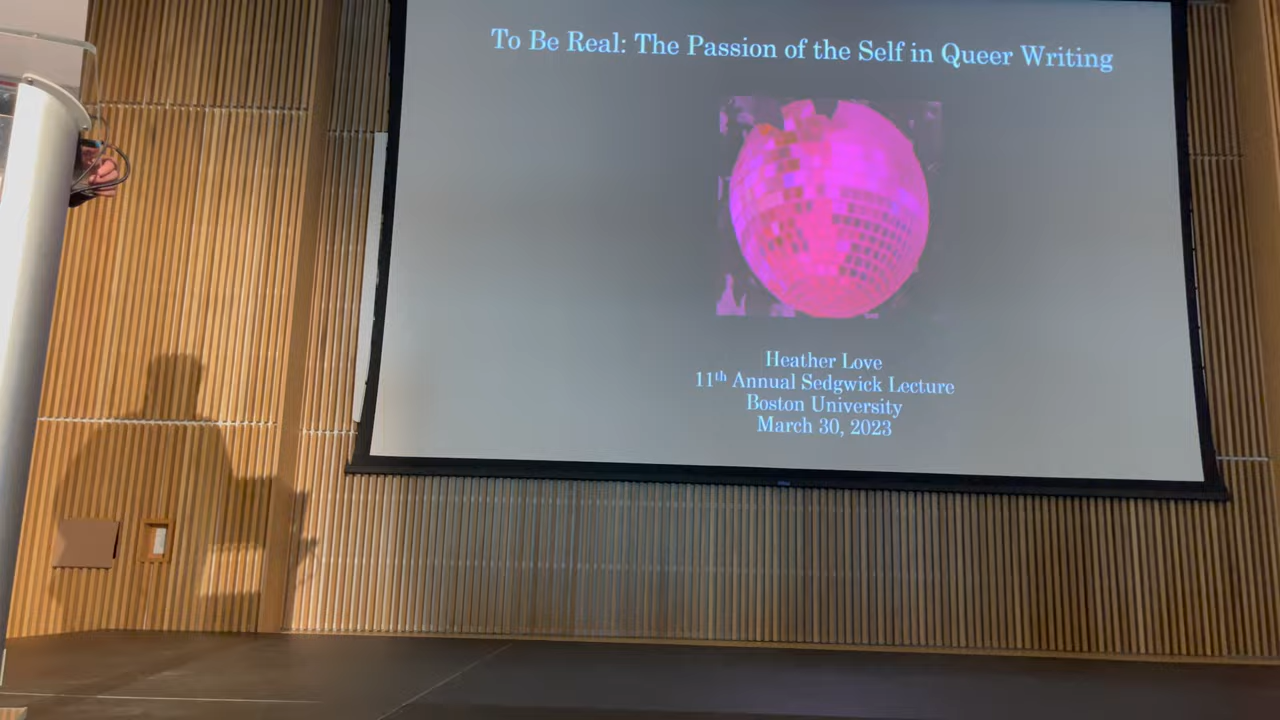 To Be Real: The Passion of the Self in Queer Writing
Heather Love
11th Annual Sedgwick Lecture
Boston University
March 30, 2023